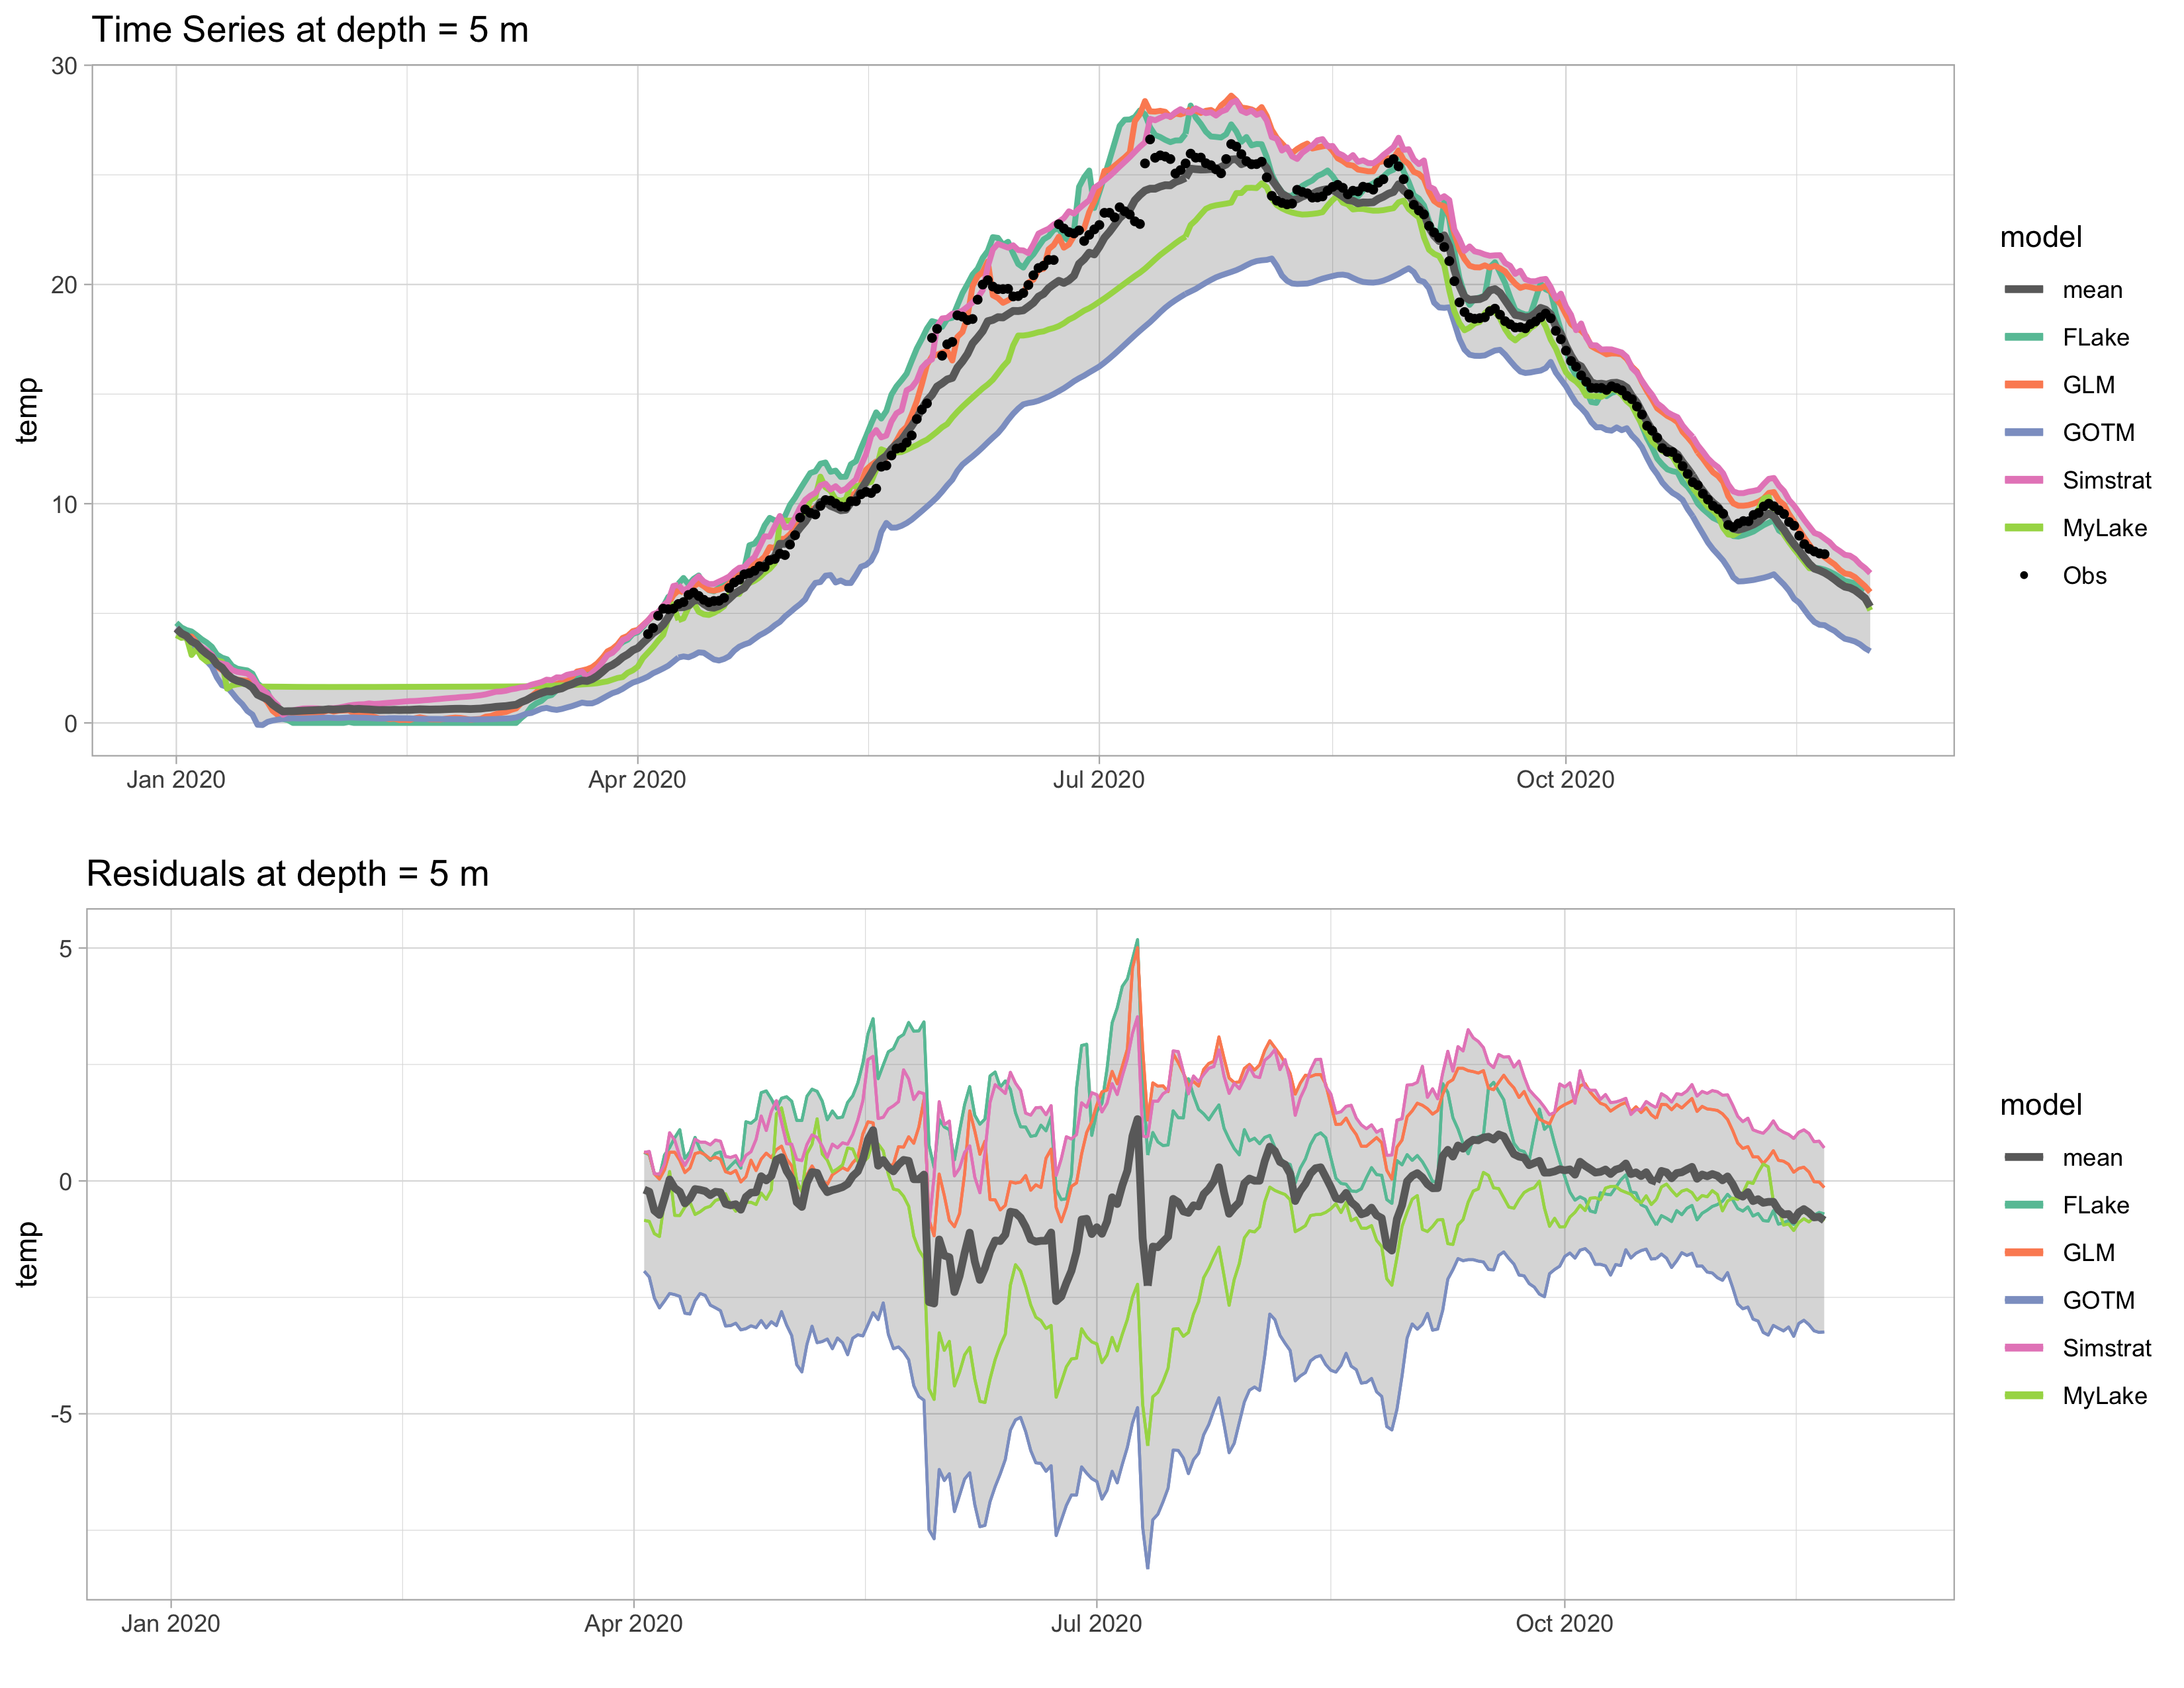 Time Series at depth = 5 m
30
20
10
0
temp
Jan 2020
Apr 2020
Jul 2020
Oct 2020
model
mean
FLake
GLM
GOTM
Simstrat
MyLake
Obs
Residuals at depth = 5 m
5
0
-5
temp
Jan 2020
Apr 2020
Jul 2020
Oct 2020
model
mean
FLake
GLM
GOTM
Simstrat
MyLake